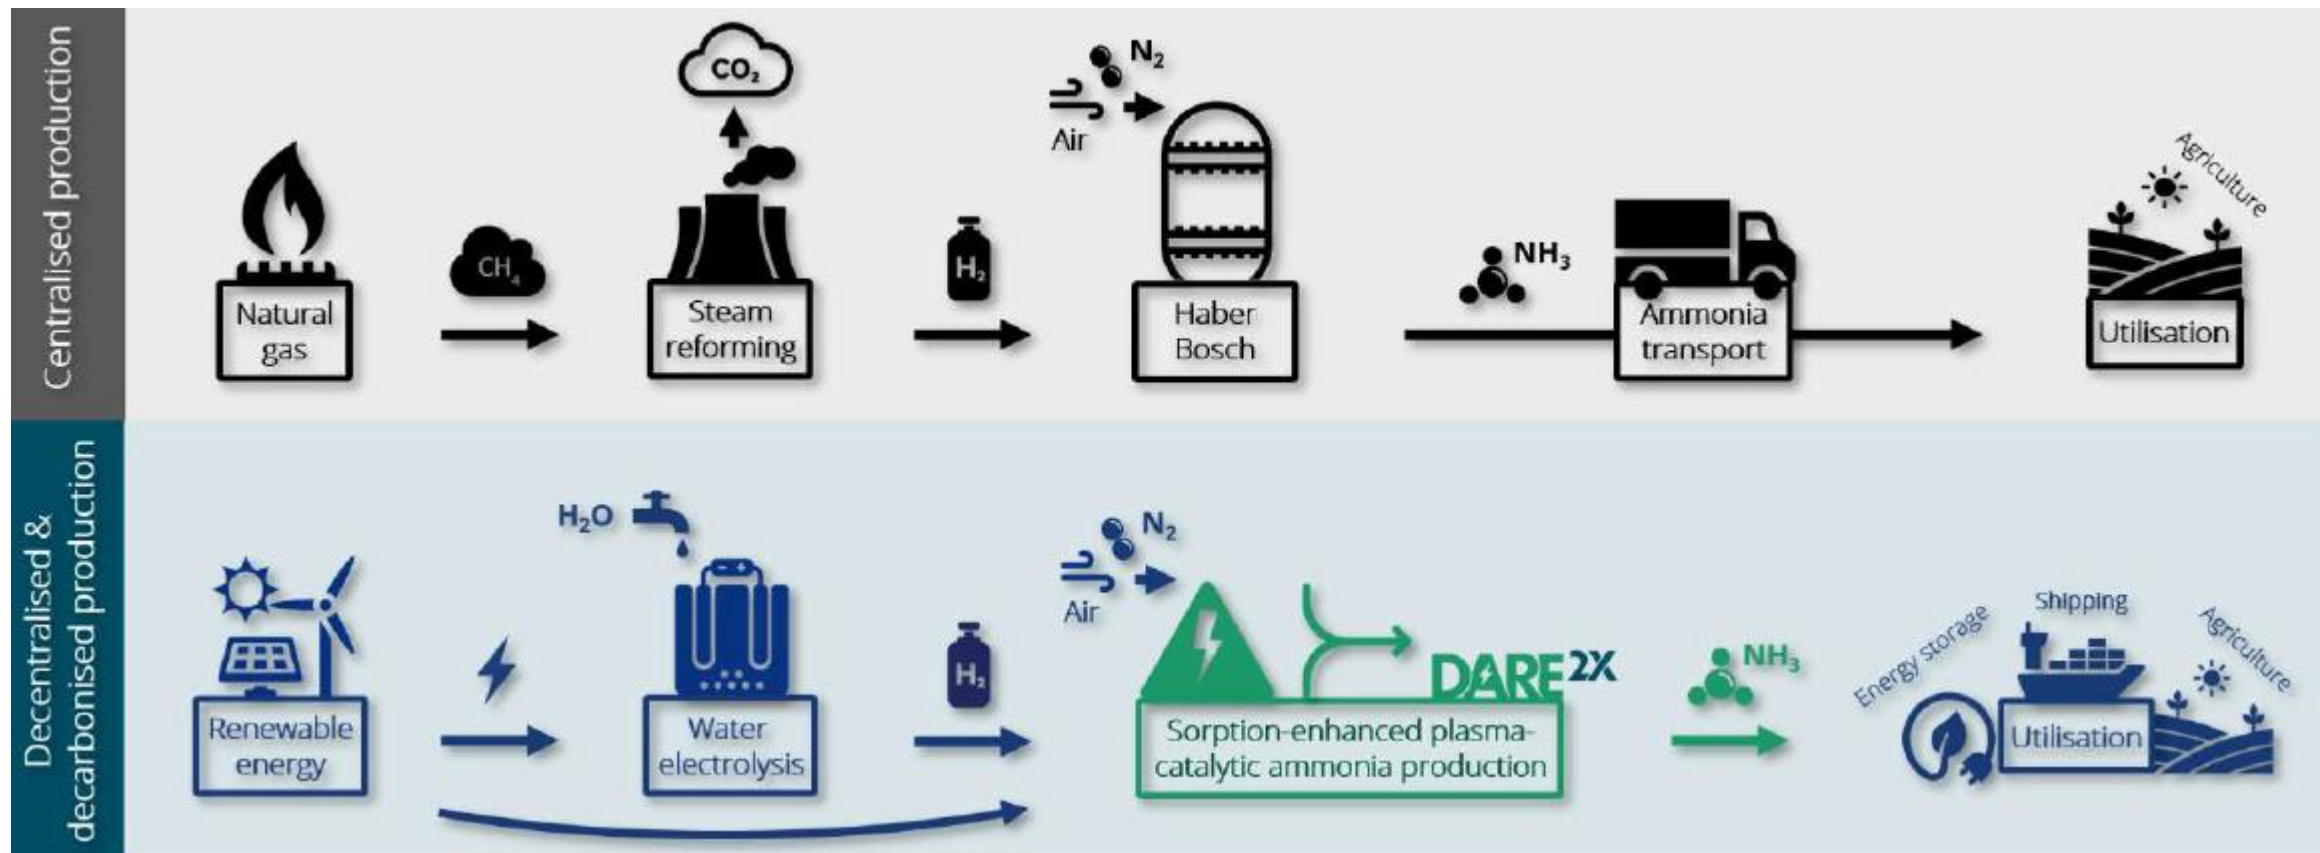 Centralised production
CO₂
N₂
Air
Agriculture
CH₄
H₂
NH₃
Natural
gas
Steam
reforming
Haber
Bosch
Ammonia
transport
Utilisation
Decentralised &
decarbonised production
H₂O
N₂
Air
Shipping
Energy storage
Agriculture
H₂
DARE2X
NH₃
Renewable
energy
Water
electrolysis
Sorption-enhanced plasma-
catalytic ammonia production
Utilisation